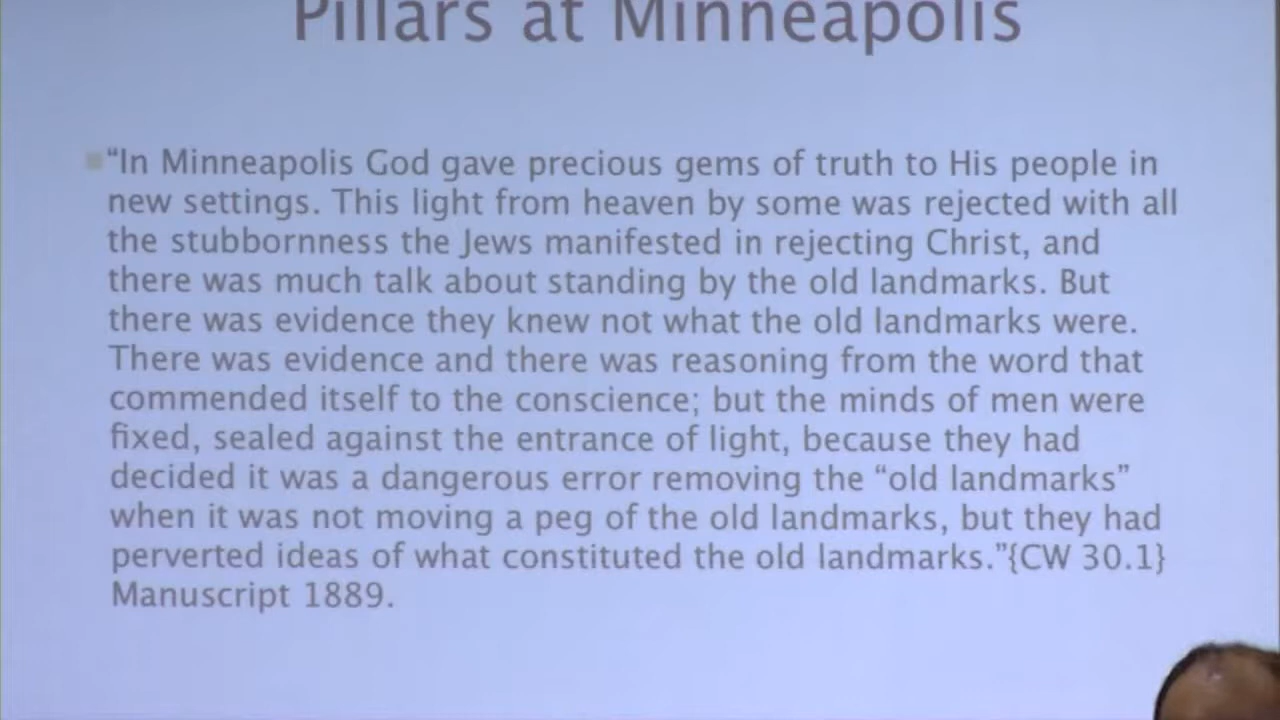 Pillars at Minneapolis
“In Minneapolis God gave precious gems of truth to His people in
new settings. This light from heaven by some was rejected with all
the stubbornness the Jews manifested in rejecting Christ, and
there was much talk about standing by the old landmarks. But
there was evidence they knew not what the old landmarks were.
There was evidence and there was reasoning from the word that
commended itself to the conscience; but the minds of men were
fixed, sealed against the entrance of light, because they had
decided it was a dangerous error removing the “old landmarks”
when it was not moving a peg of the old landmarks, but they had
perverted ideas of what constituted the old landmarks.”{CW 30.1}
Manuscript 1889.